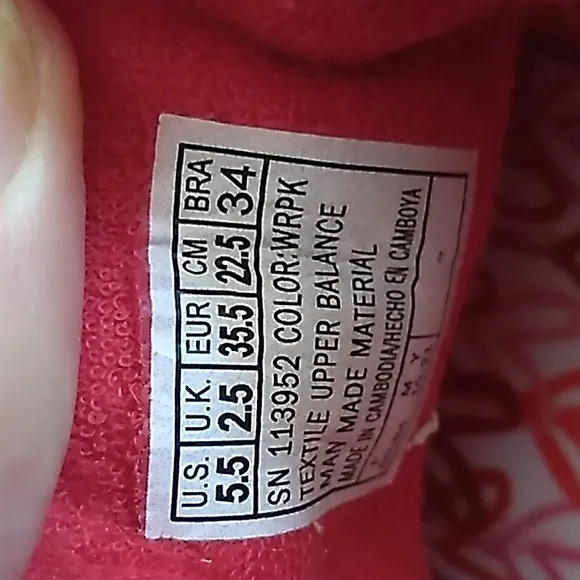 U.S. U.K. EUR CM BRA
5.5 2.5 35.5 22.5 34
SN 113952 COLOR:WRPK
TEXTILE UPPER BALANCE
MAN MADE MATERIAL
MADE IN CAMBODIA/HECHO EN CAMBOYA
M Y